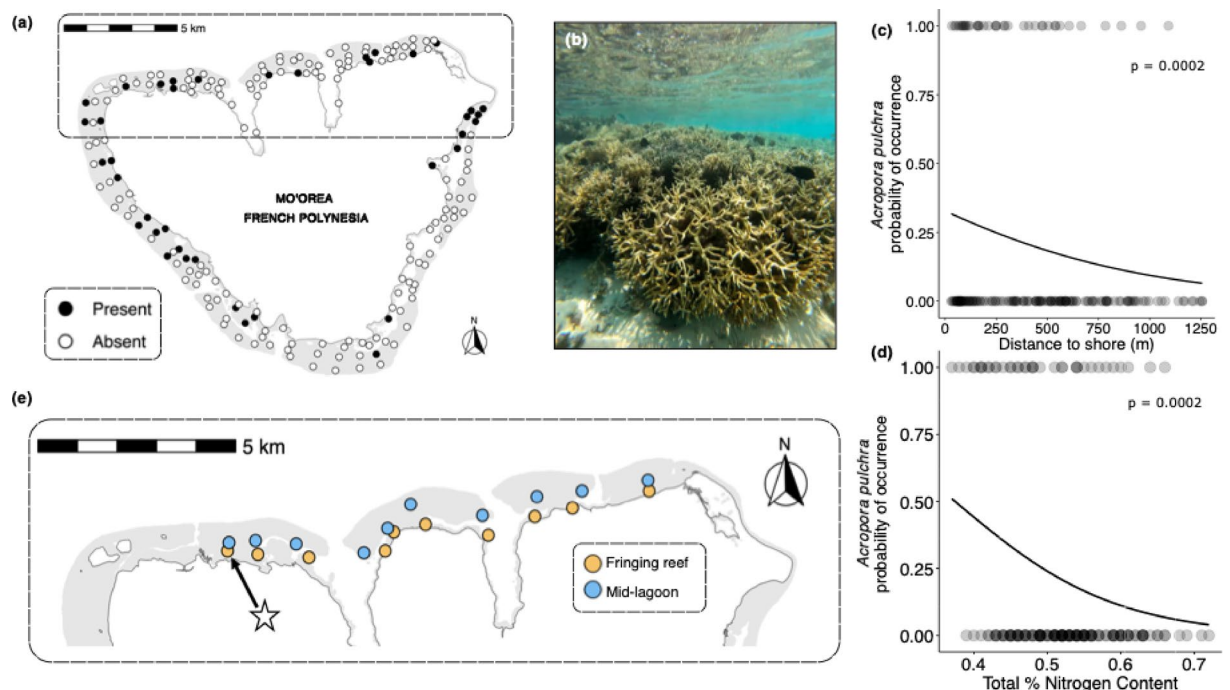 (a)
5 km
MO'OREA
FRENCH POLYNESIA
Present
Absent
N
(b)
(c)
1.00
p = 0.0002
0.75
0.50
0.25
0.00
Acropora pulchra
probability of occurrence
0 250 500 750 1000 1250
Distance to shore (m)
(d)
1.00
p = 0.0002
0.75
0.50
0.25
0.00
Acropora pulchra
probability of occurrence
0.4 0.5 0.6 0.7
Total % Nitrogen Content
(e)
5 km
N
Fringing reef
Mid-lagoon